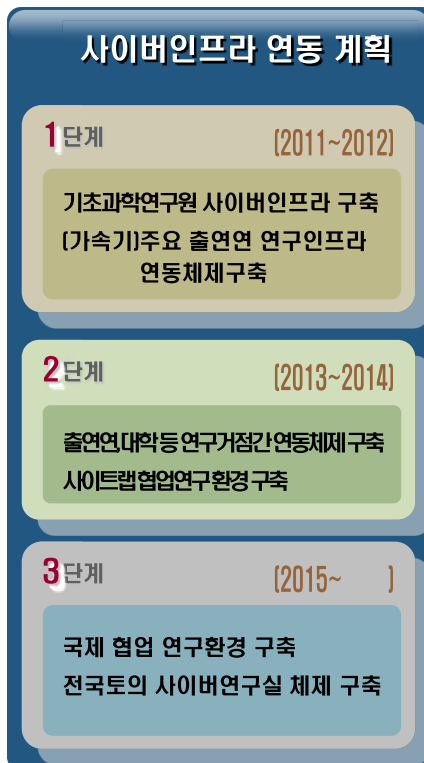 사이버인프라 연동 계획
1단계 (2011~2012)
기초과학연구원 사이버인프라 구축
(가속기)주요 출연연 연구인프라
연동체제구축
2단계 (2013~2014)
출연연,대학 등 연구거점간 연동체제 구축
사이트랩 협업연구 환경 구축
3단계 (2015~ )
국제 협업 연구환경 구축
전국토의 사이버연구실 체제 구축